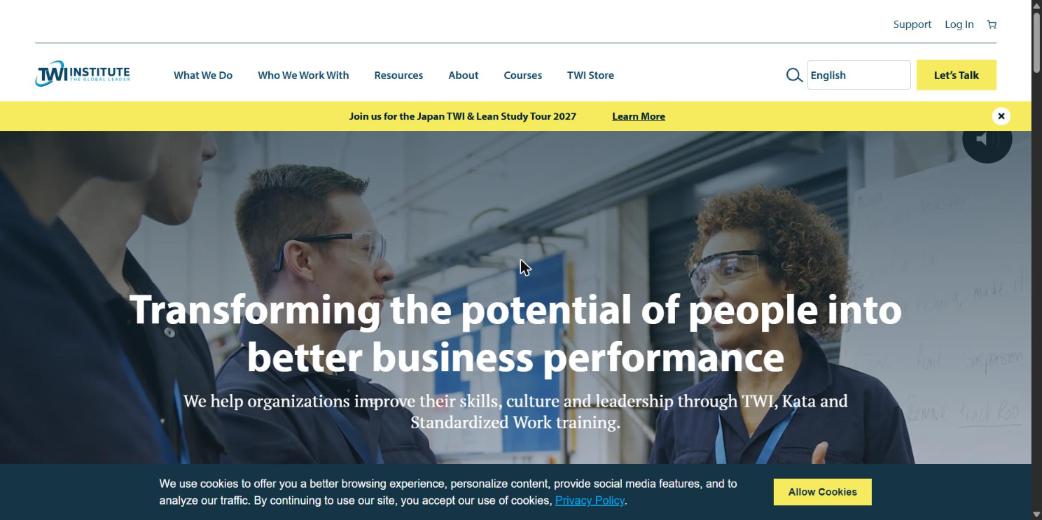 Support Log In
TWI INSTITUTE
THE GLOBAL LEADER
What We Do Who We Work With Resources About Courses TWI Store
English
Let's Talk
Join us for the Japan TWI & Lean Study Tour 2027 Learn More
Transforming the potential of people into
better business performance
We help organizations improve their skills, culture and leadership through TWI, Kata and
Standardized Work training.
We use cookies to offer you a better browsing experience, personalize content, provide social media features, and to
analyze our traffic. By continuing to use our site, you accept our use of cookies, Privacy Policy.
Allow Cookies